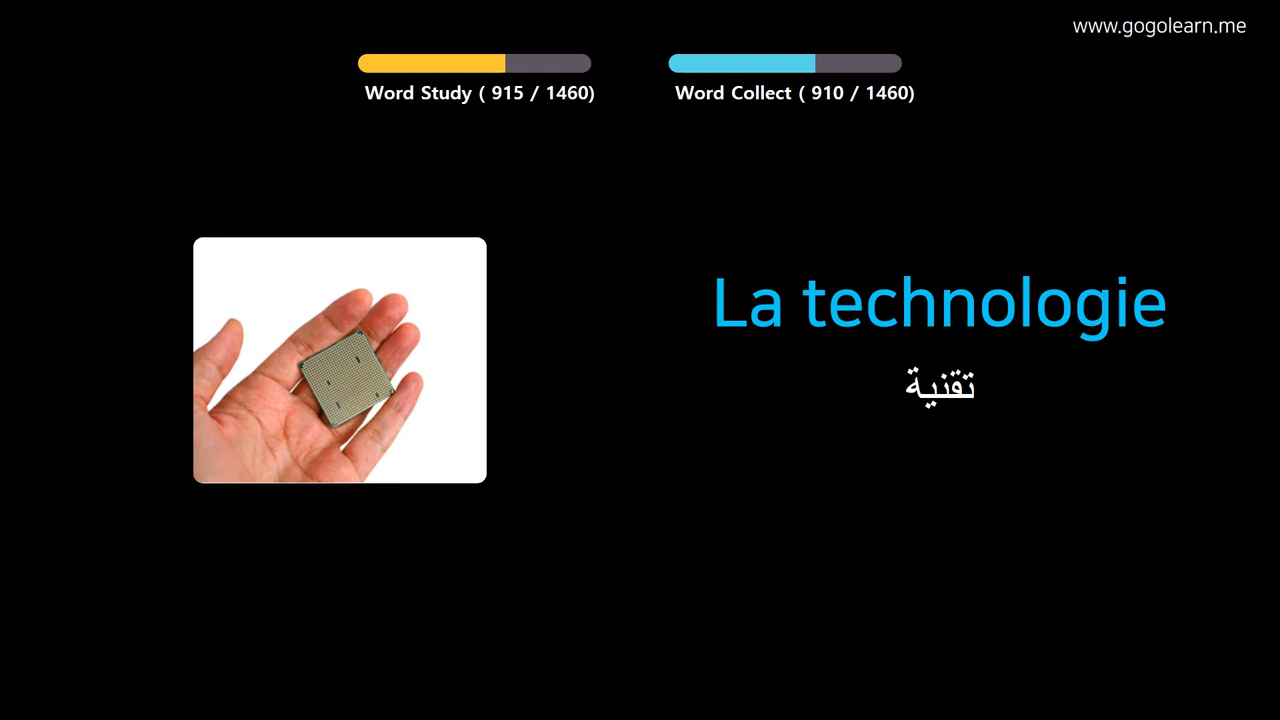 www.gogolearn.me
Word Study ( 915 / 1460)
Word Collect ( 910 / 1460)
La technologie
تقنية